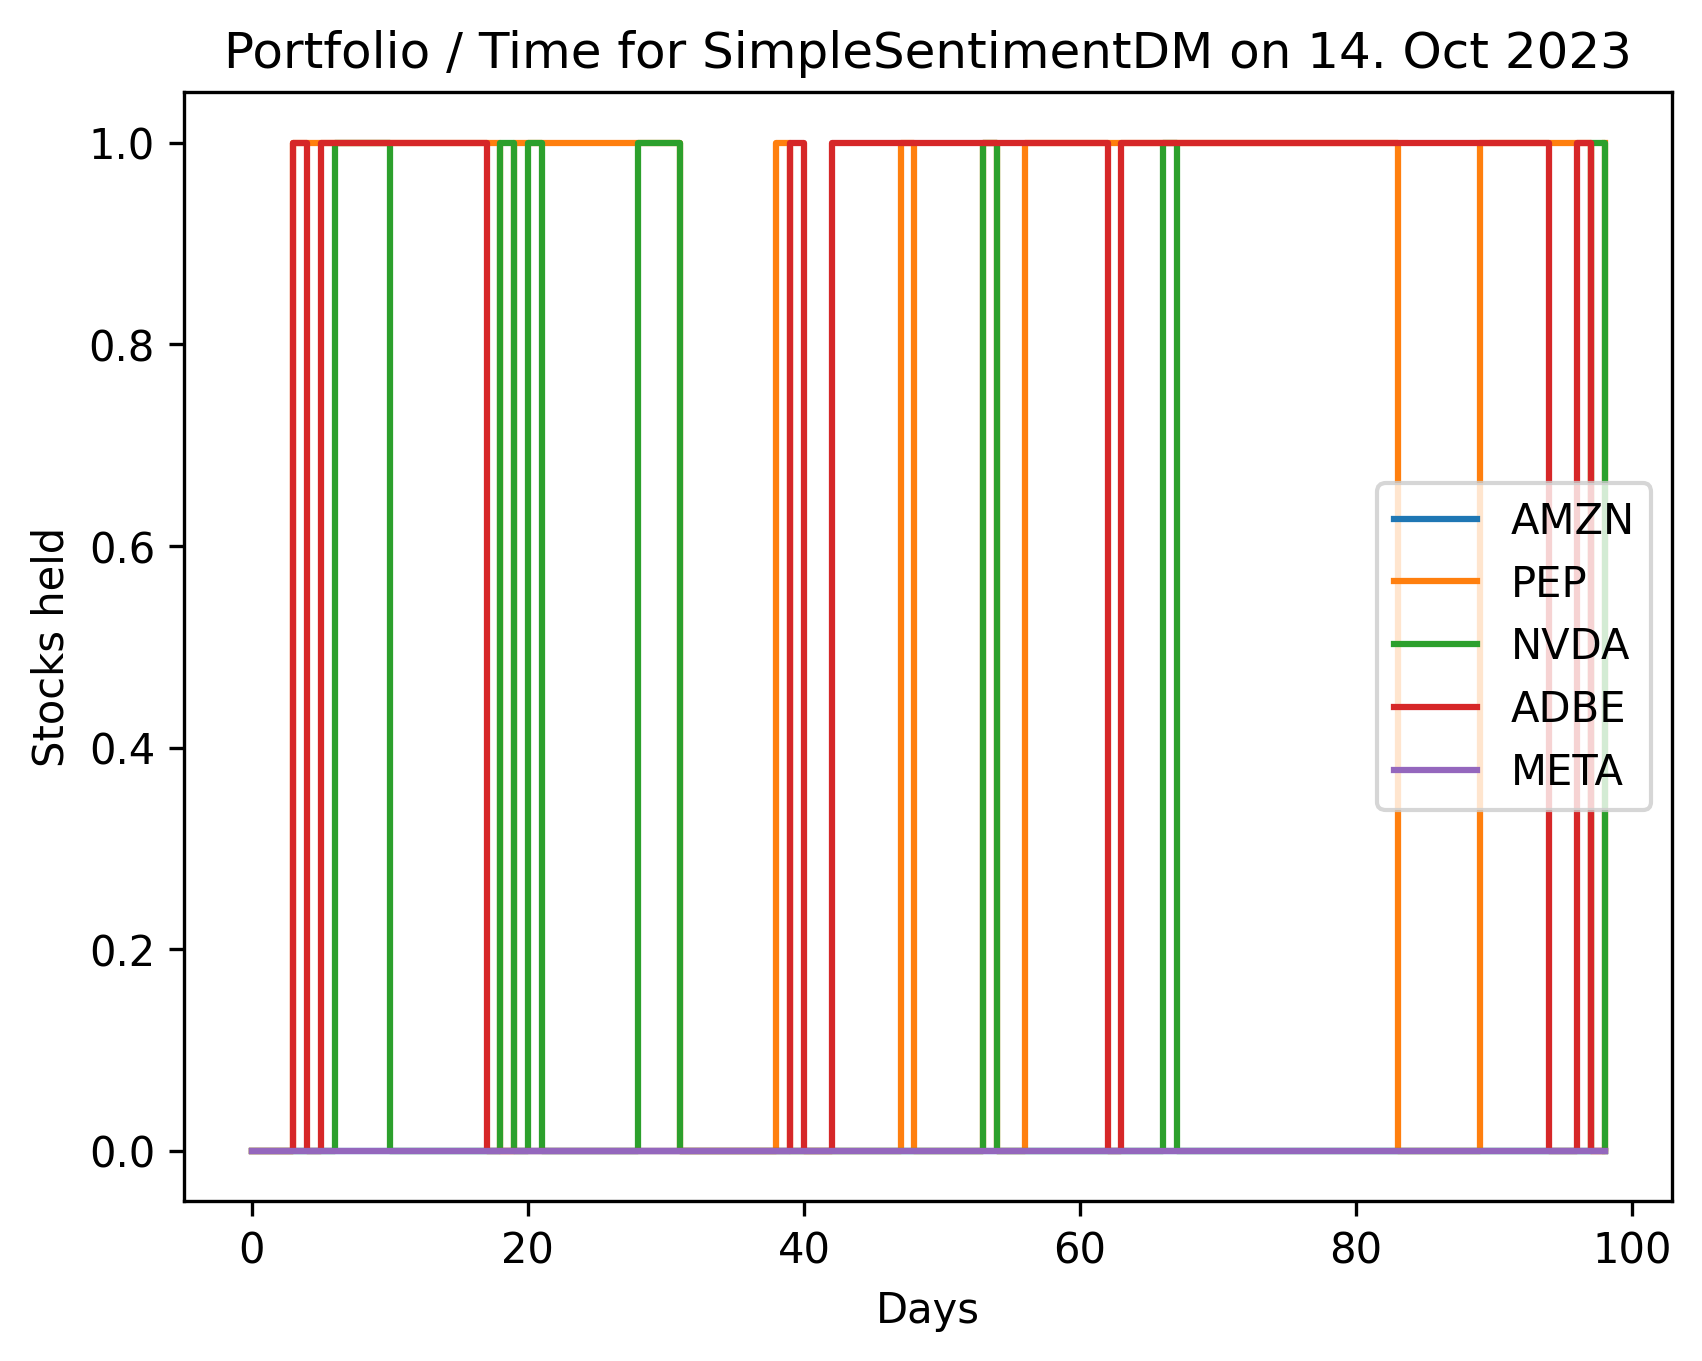 Portfolio / Time for SimpleSentimentDM on 14. Oct 2023
Stocks held
1.0
0.8
0.6
0.4
0.2
0.0
AMZN
PEP
NVDA
ADBE
META
0 20 40 60 80 100
Days